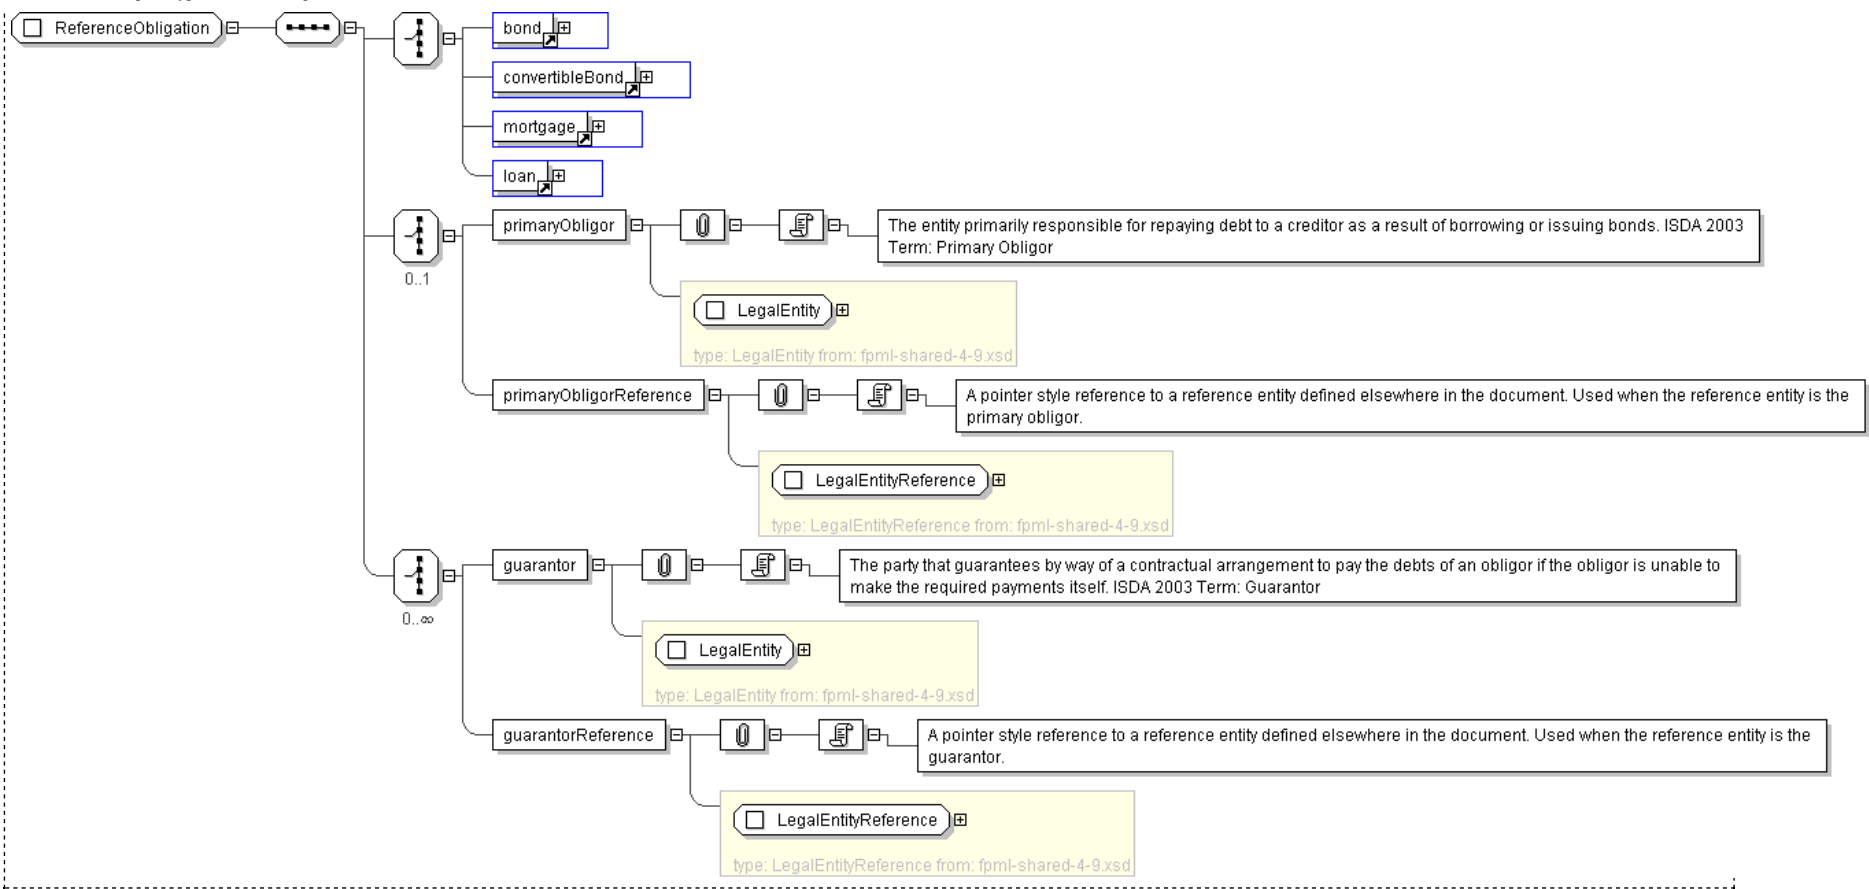 ReferenceObligation
bond
convertibleBond
mortgage
loan
0..1
primaryObligor
The entity primarily responsible for repaying debt to a creditor as a result of borrowing or issuing bonds. ISDA 2003
Term: Primary Obligor
LegalEntity
type: LegalEntity from: fpml-shared-4-9.xsd
primaryObligorReference
A pointer style reference to a reference entity defined elsewhere in the document. Used when the reference entity is the
primary obligor.
LegalEntityReference
type: LegalEntityReference from: fpml-shared-4-9.xsd
0..∞
guarantor
The party that guarantees by way of a contractual arrangement to pay the debts of an obligor if the obligor is unable to
make the required payments itself. ISDA 2003 Term: Guarantor
LegalEntity
type: LegalEntity from: fpml-shared-4-9.xsd
guarantorReference
A pointer style reference to a reference entity defined elsewhere in the document. Used when the reference entity is the
guarantor.
LegalEntityReference
type: LegalEntityReference from: fpml-shared-4-9.xsd